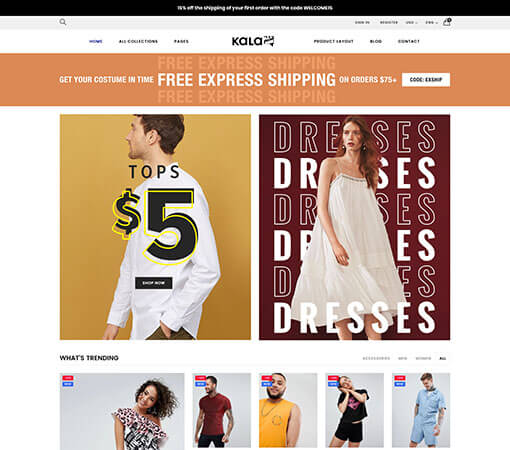 15% off the shipping of your first order with the code WELCOME15
SIGN IN REGISTER USD ENG
HOME ALL COLLECTIONS PAGES KALA PRODUCT LAYOUT BLOG CONTACT
FREE EXPRESS SHIPPING
GET YOUR COSTUME IN TIME FREE EXPRESS SHIPPING ON ORDERS $75+ CODE: EXSHIP
FREE EXPRESS SHIPPING
TOPS
$5
SHOP NOW
DRESSES
DRESSES
DRESSES
DRESSES
DRESSES
DRESSES
WHAT'S TRENDING ACCESSORIES MEN WOMEN ALL